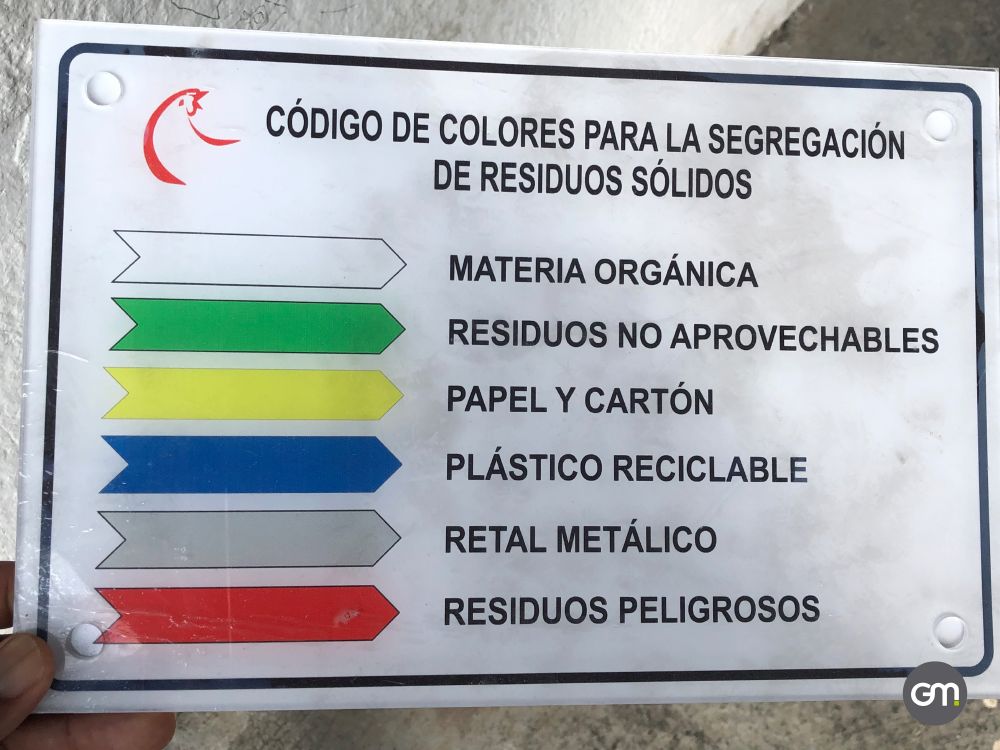 CÓDIGO DE COLORES PARA LA SEGREGACIÓN
DE RESIDUOS SÓLIDOS
MATERIA ORGÁNICA
RESIDUOS NO APROVECHABLES
PAPEL Y CARTÓN
PLÁSTICO RECICLABLE
RETAL METÁLICO
RESIDUOS PELIGROSOS
GM